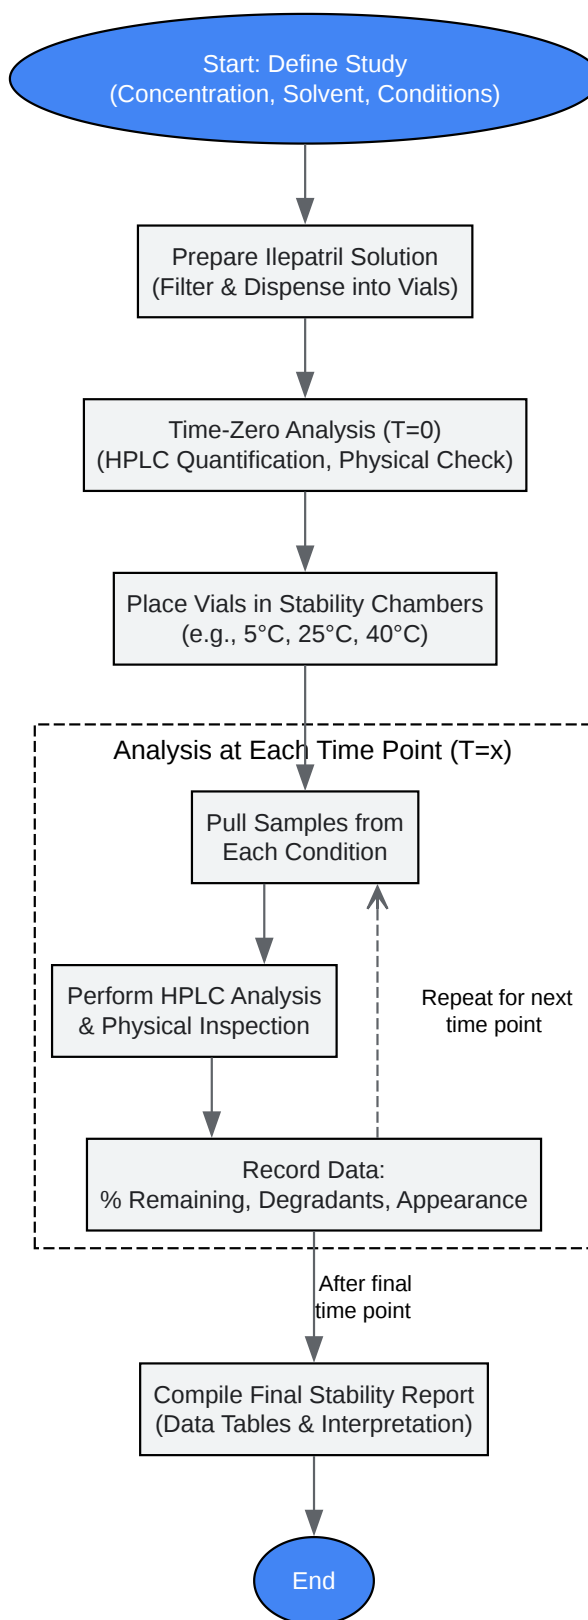 Start: Define Study
(Concentration, Solvent, Conditions)
Prepare Ilepatril Solution
(Filter & Dispense into Vials)
Time-Zero Analysis (T=0)
(HPLC Quantification, Physical Check)
Place Vials in Stability Chambers
(e.g., 5°C, 25°C, 40°C)
Analysis at Each Time Point (T=x)
Pull Samples from
Each Condition
Perform HPLC Analysis
& Physical Inspection
Repeat for next
time point
Record Data:
% Remaining, Degradants, Appearance
After final
time point
Compile Final Stability Report
(Data Tables & Interpretation)
End